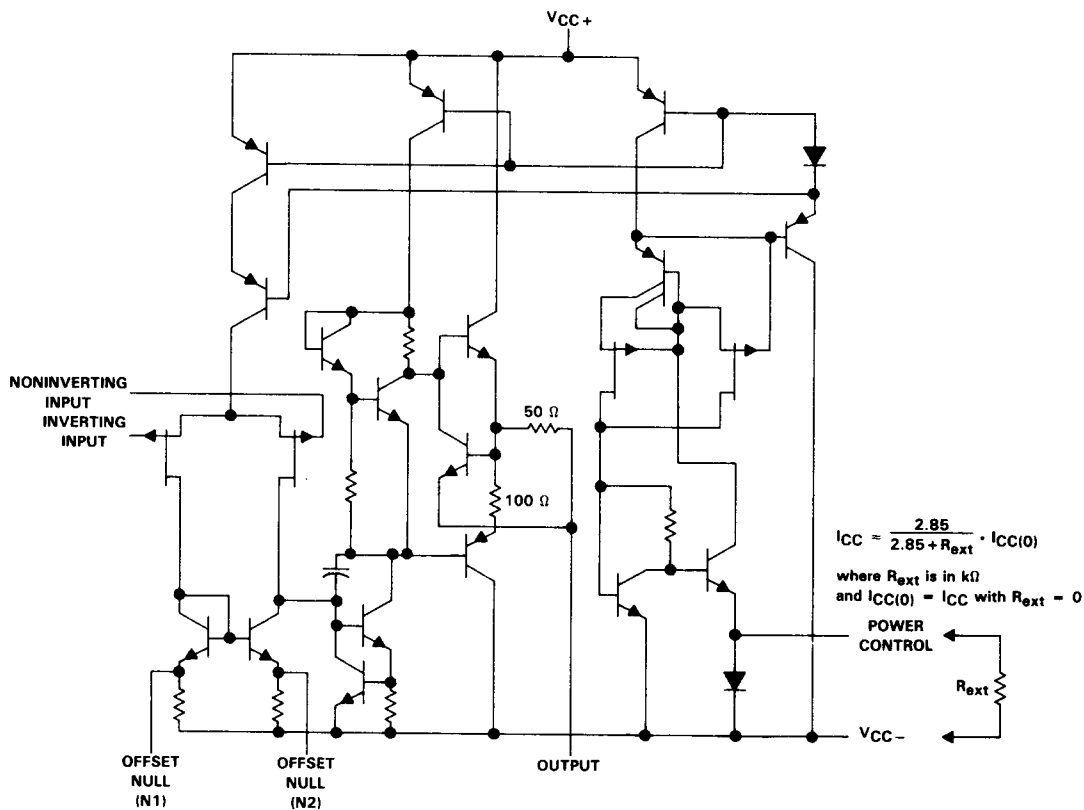 VCC+
NONINVERTING
INPUT
INVERTING
INPUT
50 Ω
100 Ω
ICC ≈ 2.85 / 2.85 + Rext · ICC(0)
where Rext is in kΩ
and ICC(0) = ICC with Rext = 0
POWER
CONTROL
Rext
VCC−
OFFSET
NULL
(N1)
OFFSET
NULL
(N2)
OUTPUT